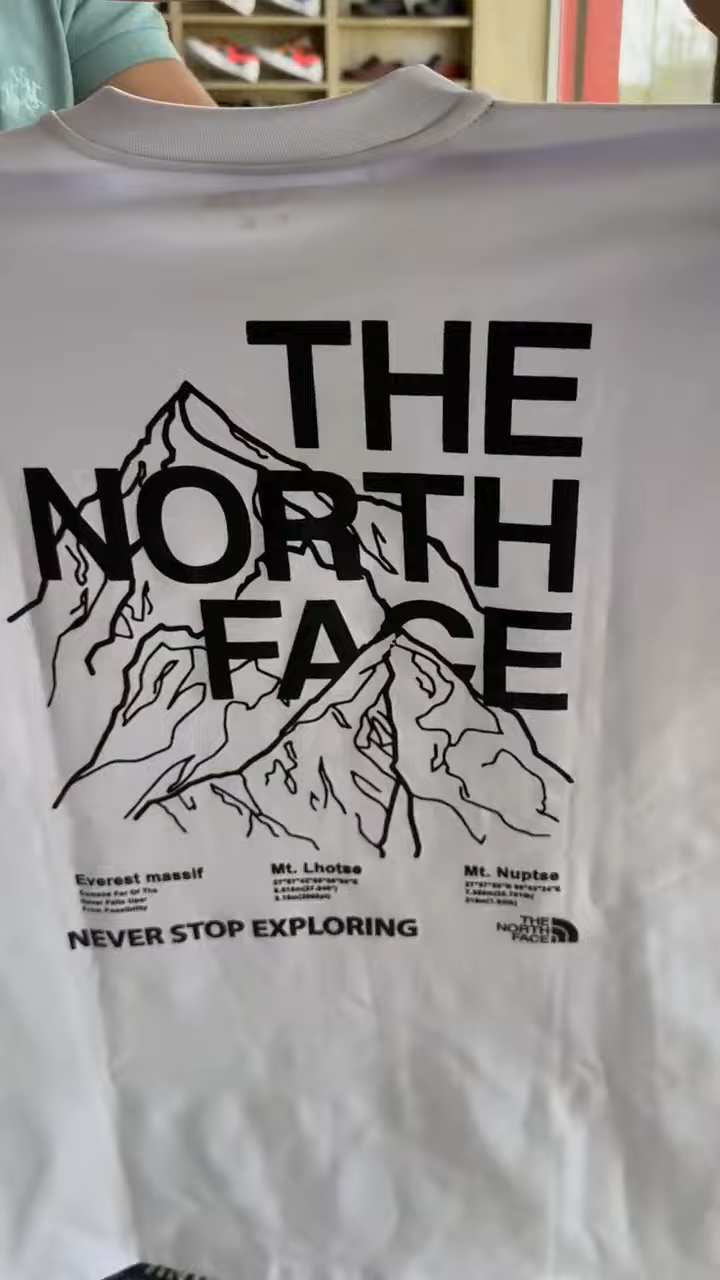 THE
NORTH
FACE
Everest massif
Mt. Lhotse
Mt. Nuptse
NEVER STOP EXPLORING
THE
NORTH
FACE